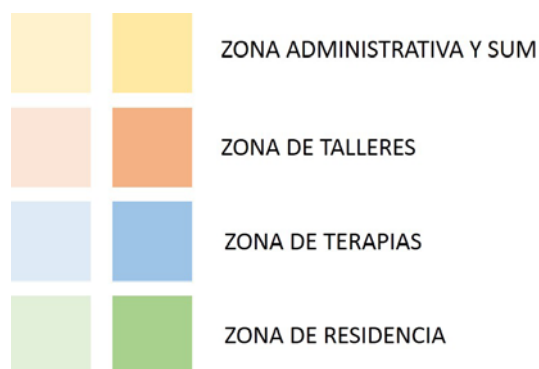 ZONA ADMINISTRATIVA Y SUM
ZONA DE TALLERES
ZONA DE TERAPIAS
ZONA DE RESIDENCIA